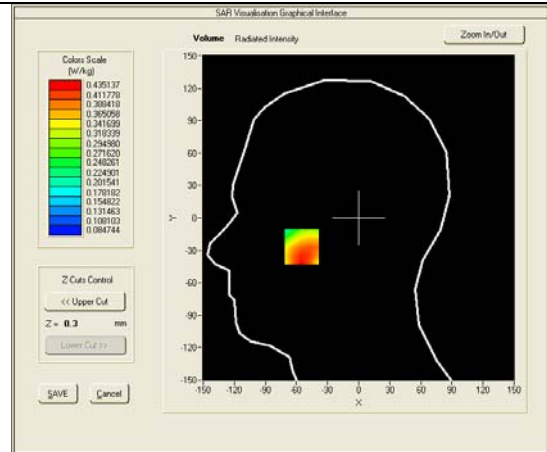 SAR Visualisation Graphical Interface
Volume Radiated Intensity
Zoom In/Out
Colors Scale
(W/kg)
0.435137
0.411778
0.388418
0.365058
0.341699
0.318339
0.294980
0.271620
0.248261
0.224901
0.201541
0.178182
0.154822
0.131463
0.108103
0.084744
150
120
90
60
30
0
-30
-60
-90
-120
-150
Y
-150 -120 -90 -60 -30 0 30 60 90 120 150
X
Z Cuts Control
<< Upper Cut
Z = 0.3 mm
Lower Cut >>
SAVE Cancel